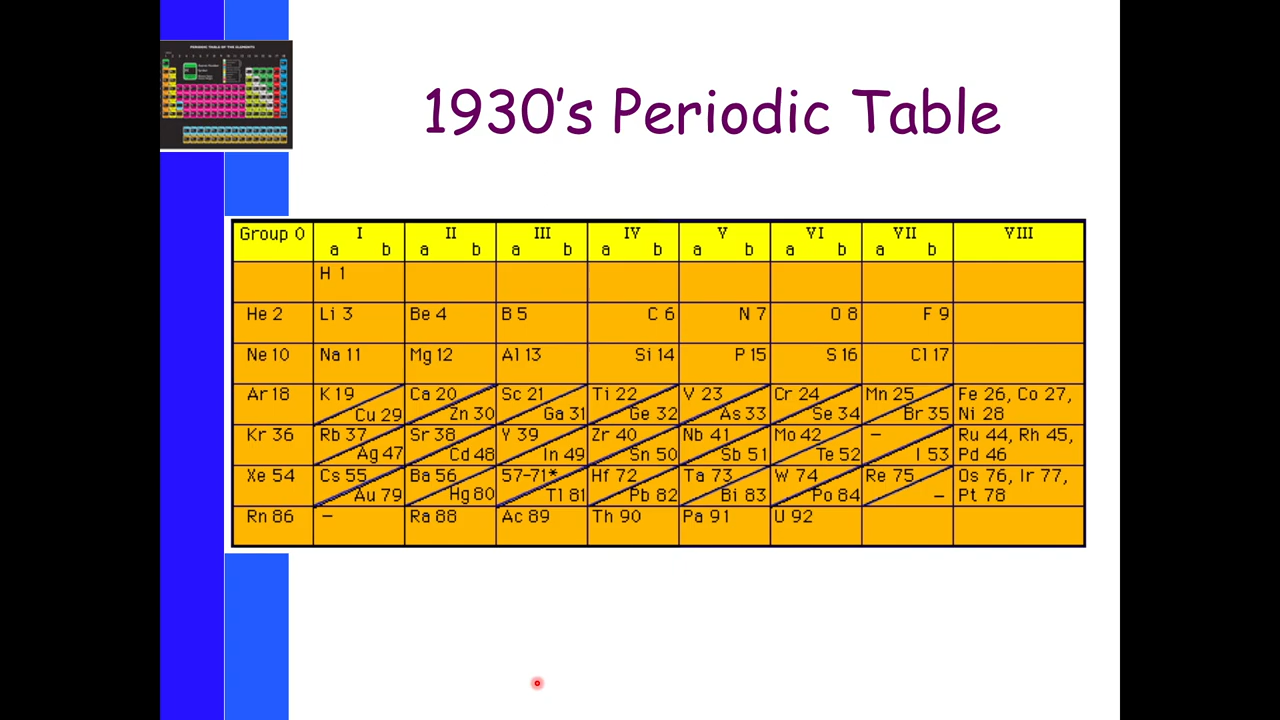 PERIODIC TABLE OF THE ELEMENTS
1930's Periodic Table
Group 0 I II III IV V VI VII VIII
a b a b a b a b a b a b a b
H 1
He 2 Li 3 Be 4 B 5 C 6 N 7 O 8 F 9
Ne 10 Na 11 Mg 12 Al 13 Si 14 P 15 S 16 Cl 17
Ar 18 K 19 Ca 20 Sc 21 Ti 22 V 23 Cr 24 Mn 25 Fe 26, Co 27,
Cu 29 Zn 30 Ga 31 Ge 32 As 33 Se 34 Br 35 Ni 28
Kr 36 Rb 37 Sr 38 Y 39 Zr 40 Nb 41 Mo 42 – Ru 44, Rh 45,
Ag 47 Cd 48 In 49 Sn 50 Sb 51 Te 52 I 53 Pd 46
Xe 54 Cs 55 Ba 56 57-71* Hf 72 Ta 73 W 74 Re 75 Os 76, Ir 77,
Au 79 Hg 80 Tl 81 Pb 82 Bi 83 Po 84 – Pt 78
Rn 86 – Ra 88 Ac 89 Th 90 Pa 91 U 92